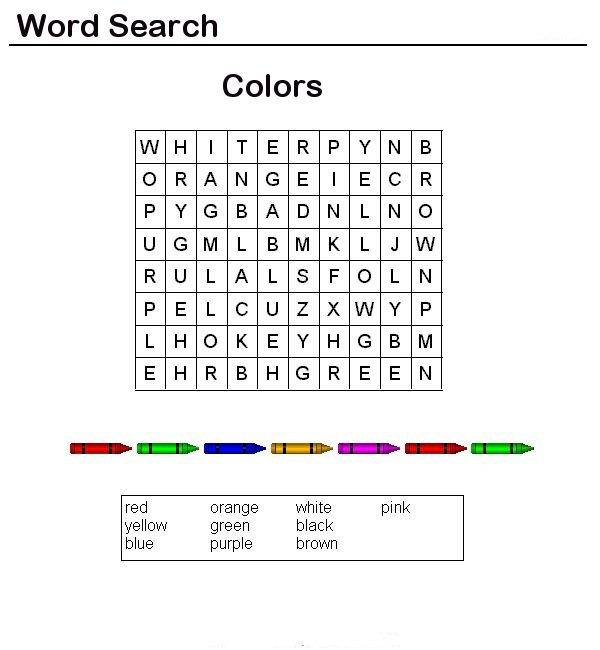 Word Search
Colors
W H I T E R P Y N B
O R A N G E I E C R
P Y G B A D N L N O
U G M L B M K L J W
R U L A L S F O L N
P E L C U Z X W Y P
L H O K E Y H G B M
E H R B H G R E E N
red orange white pink
yellow green black
blue purple brown